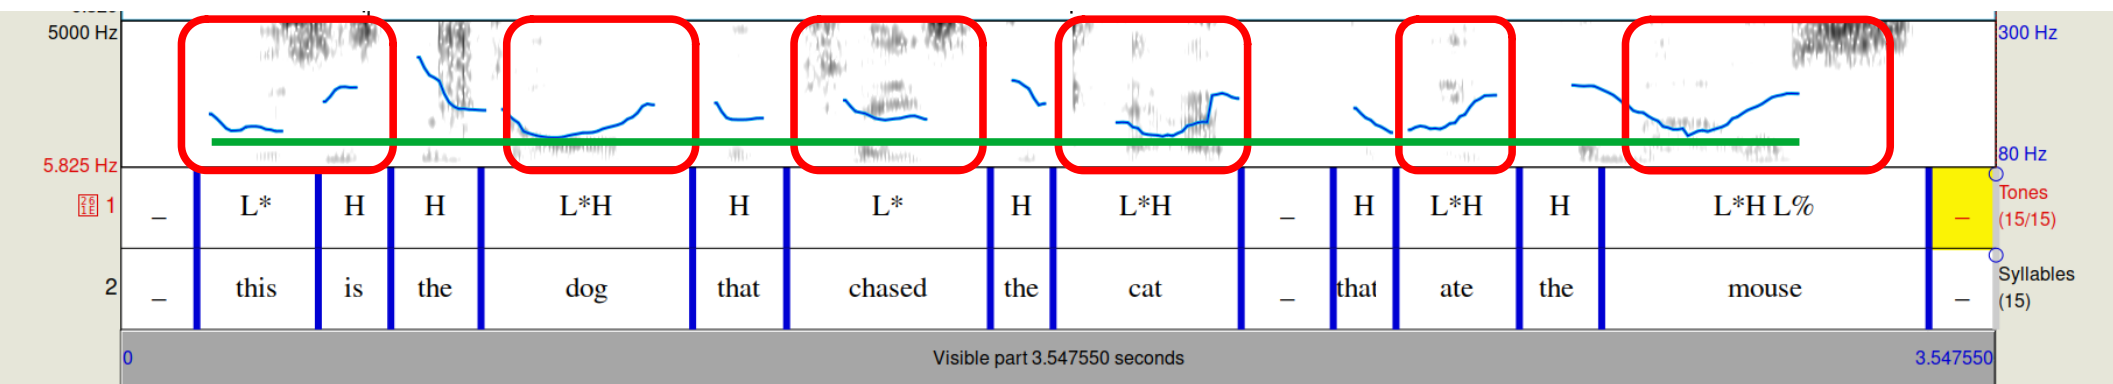 5000 Hz 300 Hz
5.825 Hz 80 Hz
1 _ L* H H L*H H L* H L*H _ H L*H H L*H L% _ Tones
(15/15)
2 _ this is the dog that chased the cat _ that ate the mouse _ Syllables
(15)
0 Visible part 3.547550 seconds 3.547550